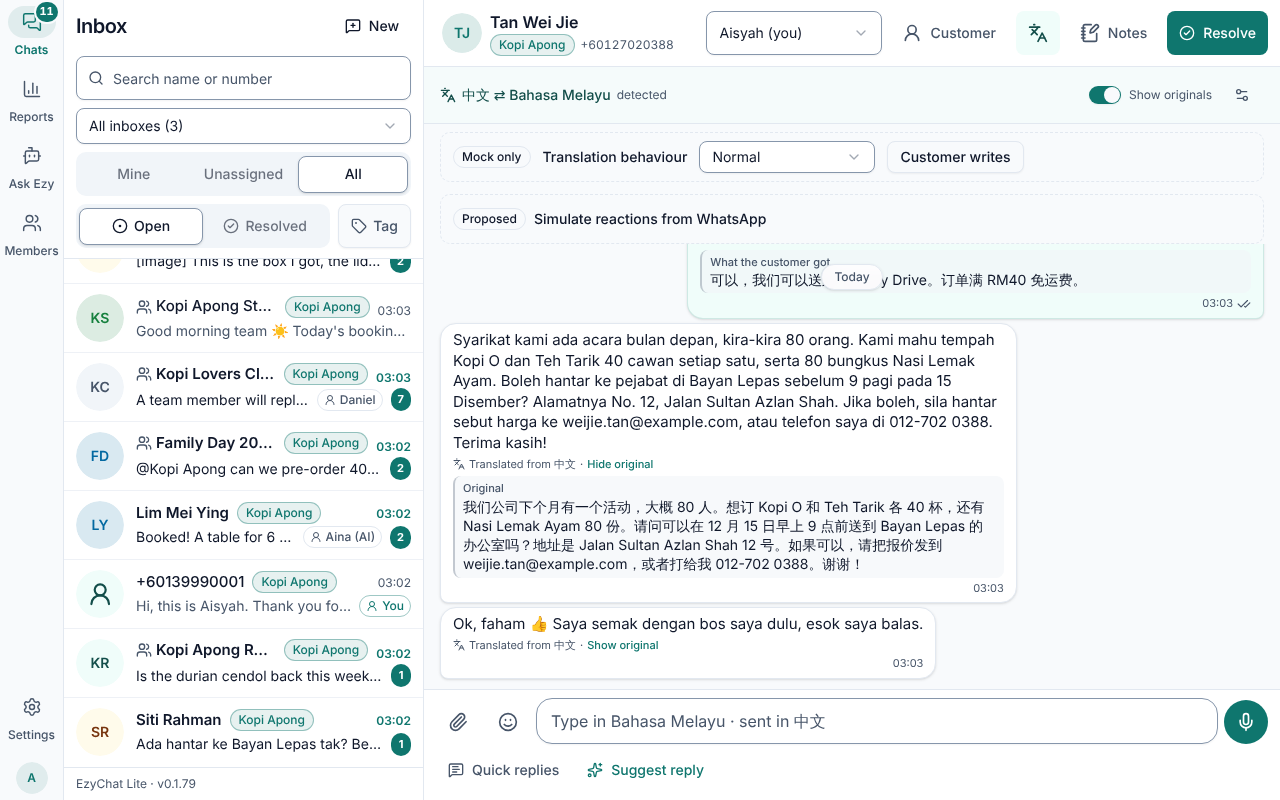 11
Chats
Reports
Ask Ezy
Members
Settings
A
Inbox
New
Search name or number
All inboxes (3)
Mine
Unassigned
All
Open
Resolved
Tag
[Image] This is the box I got, the lid...
2
KS
Kopi Apong St...
Kopi Apong
03:03
Good morning team ☀️ Today's bookin...
KC
Kopi Lovers Cl...
Kopi Apong
03:03
A team member will repl...
Daniel
7
FD
Family Day 20...
Kopi Apong
03:02
@Kopi Apong can we pre-order 40...
2
LY
Lim Mei Ying
Kopi Apong
03:02
Booked! A table for 6 ...
Aina (AI)
2
+60139990001
Kopi Apong
03:02
Hi, this is Aisyah. Thank you fo...
You
KR
Kopi Apong R...
Kopi Apong
03:02
Is the durian cendol back this week...
1
SR
Siti Rahman
Kopi Apong
03:02
Ada hantar ke Bayan Lepas tak? Be...
1
EzyChat Lite · v0.1.79
TJ
Tan Wei Jie
Kopi Apong
+60127020388
Aisyah (you)
Customer
Notes
Resolve
中文 ⇄ Bahasa Melayu detected
Show originals
Mock only
Translation behaviour
Normal
Customer writes
Proposed
Simulate reactions from WhatsApp
What the customer got
Today
可以，我们可以送 y Drive。订单满 RM40 免运费。
03:03
Syarikat kami ada acara bulan depan, kira-kira 80 orang. Kami mahu tempah
Kopi O dan Teh Tarik 40 cawan setiap satu, serta 80 bungkus Nasi Lemak
Ayam. Boleh hantar ke pejabat di Bayan Lepas sebelum 9 pagi pada 15
Disember? Alamatnya No. 12, Jalan Sultan Azlan Shah. Jika boleh, sila hantar
sebut harga ke weijie.tan@example.com, atau telefon saya di 012-702 0388.
Terima kasih!
Translated from 中文 · Hide original
Original
我们公司下个月有一个活动，大概 80 人。想订 Kopi O 和 Teh Tarik 各 40 杯，还有
Nasi Lemak Ayam 80 份。请问可以在 12 月 15 日早上 9 点前送到 Bayan Lepas 的
办公室吗？地址是 Jalan Sultan Azlan Shah 12 号。如果可以，请把报价发到
weijie.tan@example.com，或者打给我 012-702 0388。谢谢！
03:03
Ok, faham 👍 Saya semak dengan bos saya dulu, esok saya balas.
Translated from 中文 · Show original
03:03
Type in Bahasa Melayu · sent in 中文
Quick replies
Suggest reply